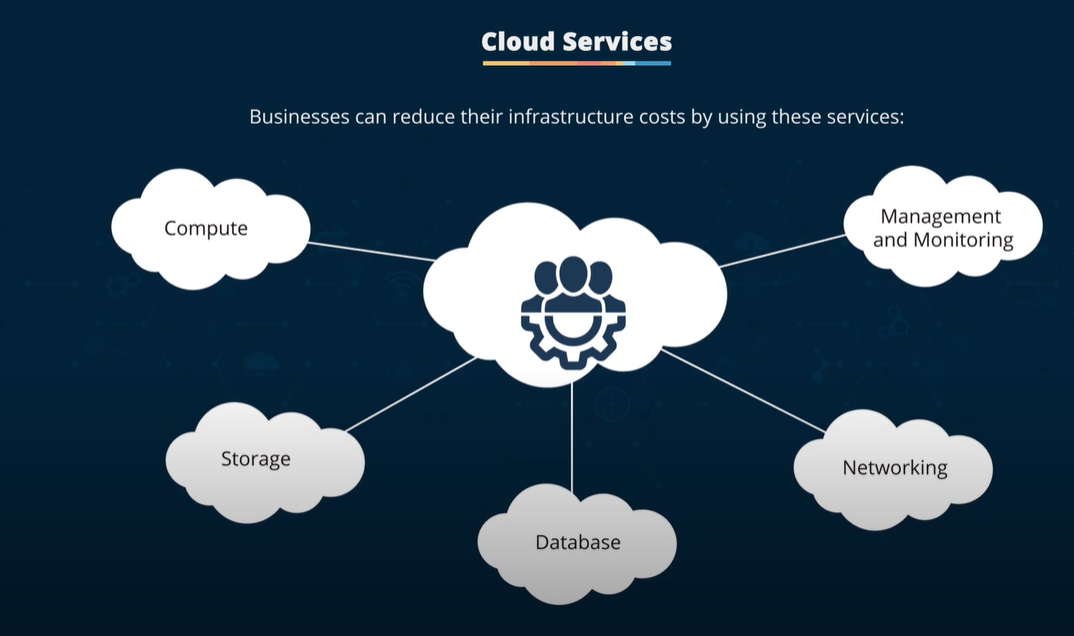 Cloud Services
Businesses can reduce their infrastructure costs by using these services:
Compute
Management
and Monitoring
Storage
Networking
Database